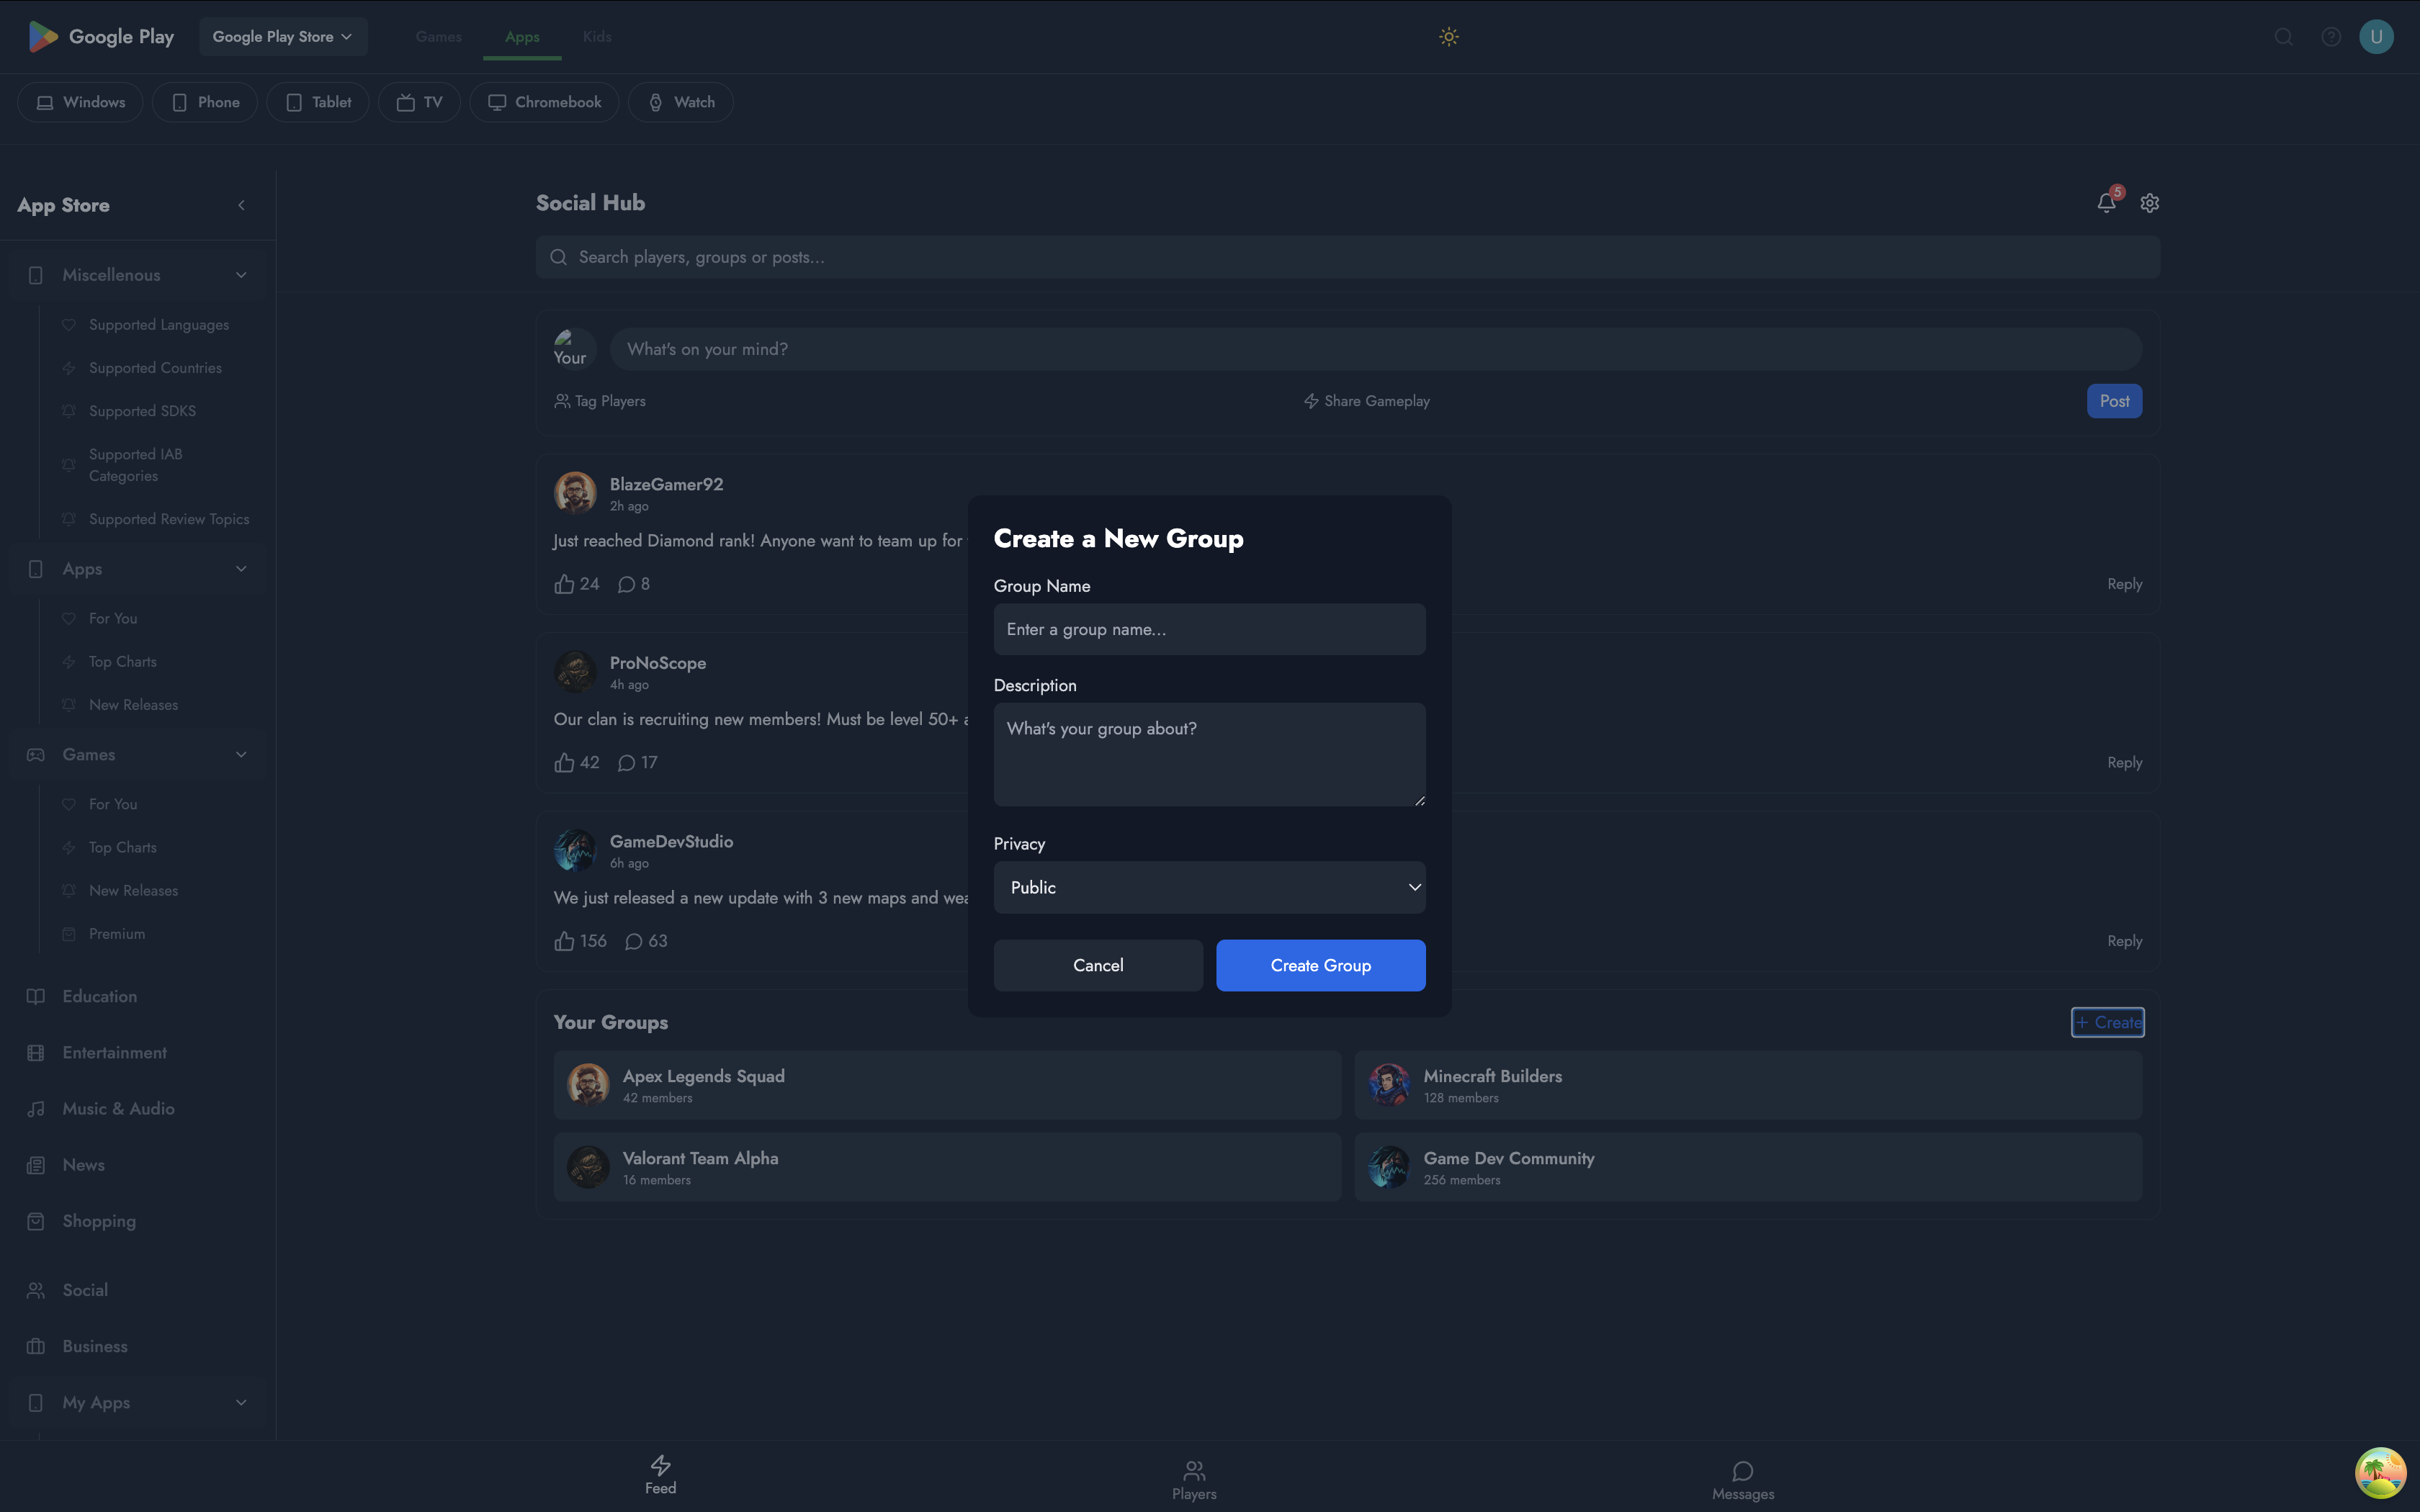 Google Play
Google Play Store
Games
Apps
Kids
U
Windows
Phone
Tablet
TV
Chromebook
Watch
App Store
Miscellenous
Supported Languages
Supported Countries
Supported SDKS
Supported IAB
Categories
Supported Review Topics
Apps
For You
Top Charts
New Releases
Games
For You
Top Charts
New Releases
Premium
Education
Entertainment
Music & Audio
News
Shopping
Social
Business
My Apps
Social Hub
5
Search players, groups or posts...
Your
What's on your mind?
Tag Players
Share Gameplay
Post
BlazeGamer92
2h ago
Just reached Diamond rank! Anyone want to team up for
24
8
Reply
ProNoScope
4h ago
Our clan is recruiting new members! Must be level 50+
42
17
Reply
GameDevStudio
6h ago
We just released a new update with 3 new maps and
156
63
Reply
Create a New Group
Group Name
Enter a group name...
Description
What's your group about?
Privacy
Public
Cancel
Create Group
Your Groups
+ Create
Apex Legends Squad
42 members
Minecraft Builders
128 members
Valorant Team Alpha
16 members
Game Dev Community
256 members
Feed
Players
Messages